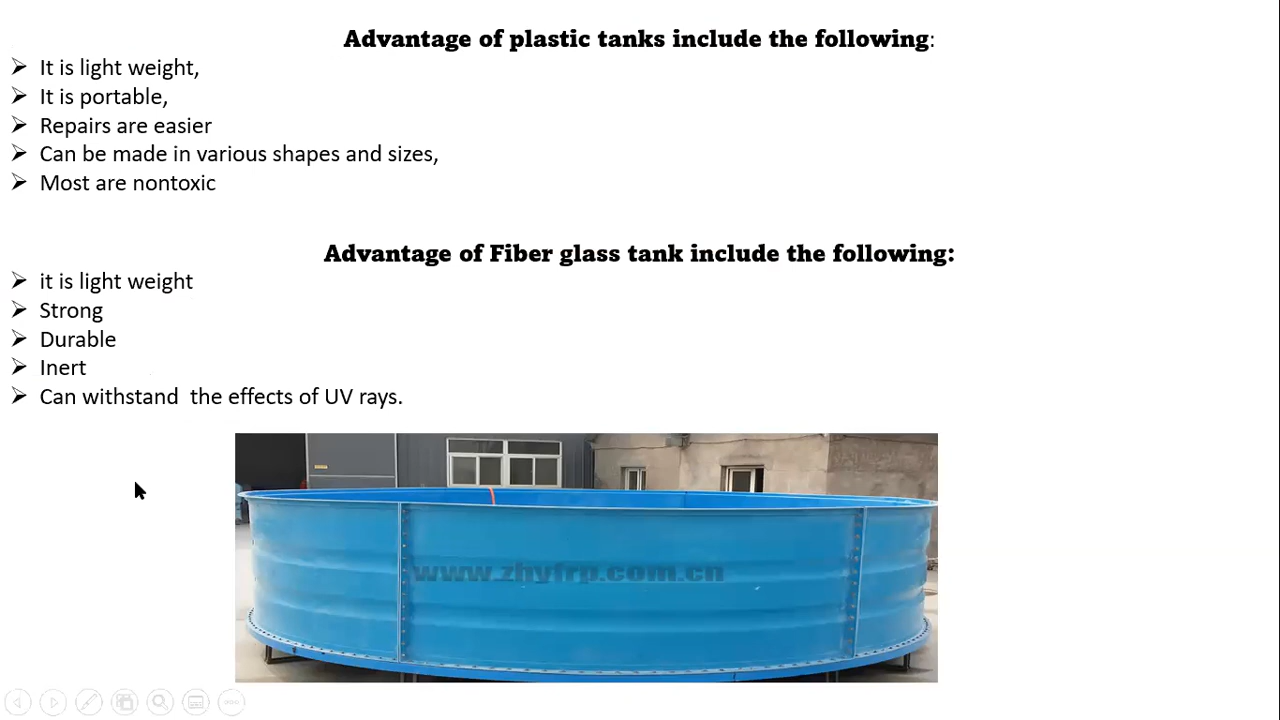 Advantage of plastic tanks include the following:
It is light weight,
It is portable,
Repairs are easier
Can be made in various shapes and sizes,
Most are nontoxic
Advantage of Fiber glass tank include the following:
it is light weight
Strong
Durable
Inert
Can withstand the effects of UV rays.
www.zhyfrp.com.cn